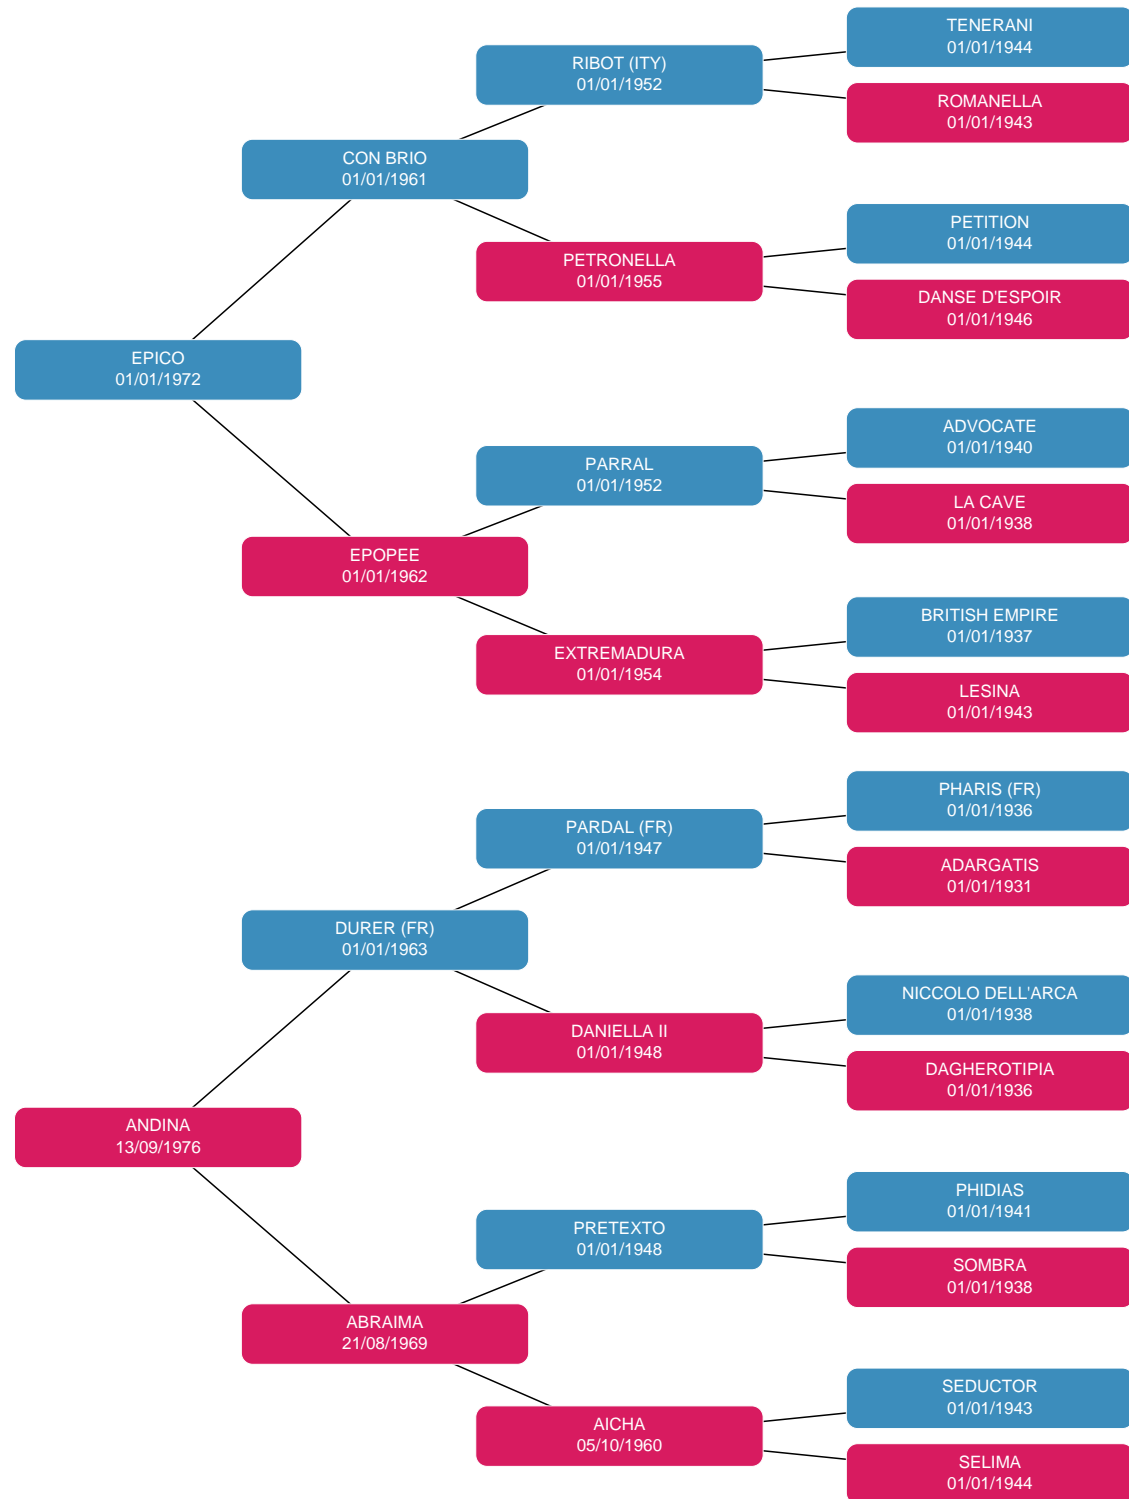 TENERANI
01/01/1944
RIBOT (ITY)
01/01/1952
ROMANELLA
01/01/1943
CON BRIO
01/01/1961
PETITION
01/01/1944
PETRONELLA
01/01/1955
DANSE D'ESPOIR
01/01/1946
EPICO
01/01/1972
ADVOCATE
01/01/1940
PARRAL
01/01/1952
LA CAVE
01/01/1938
EPOPEE
01/01/1962
BRITISH EMPIRE
01/01/1937
EXTREMADURA
01/01/1954
LESINA
01/01/1943
PHARIS (FR)
01/01/1936
PARDAL (FR)
01/01/1947
ADARGATIS
01/01/1931
DURER (FR)
01/01/1963
NICCOLO DELL'ARCA
01/01/1938
DANIELLA II
01/01/1948
DAGHEROTIPIA
01/01/1936
ANDINA
13/09/1976
PHIDIAS
01/01/1941
PRETEXTO
01/01/1948
SOMBRA
01/01/1938
ABRAIMA
21/08/1969
SEDUCTOR
01/01/1943
AICHA
05/10/1960
SELIMA
01/01/1944